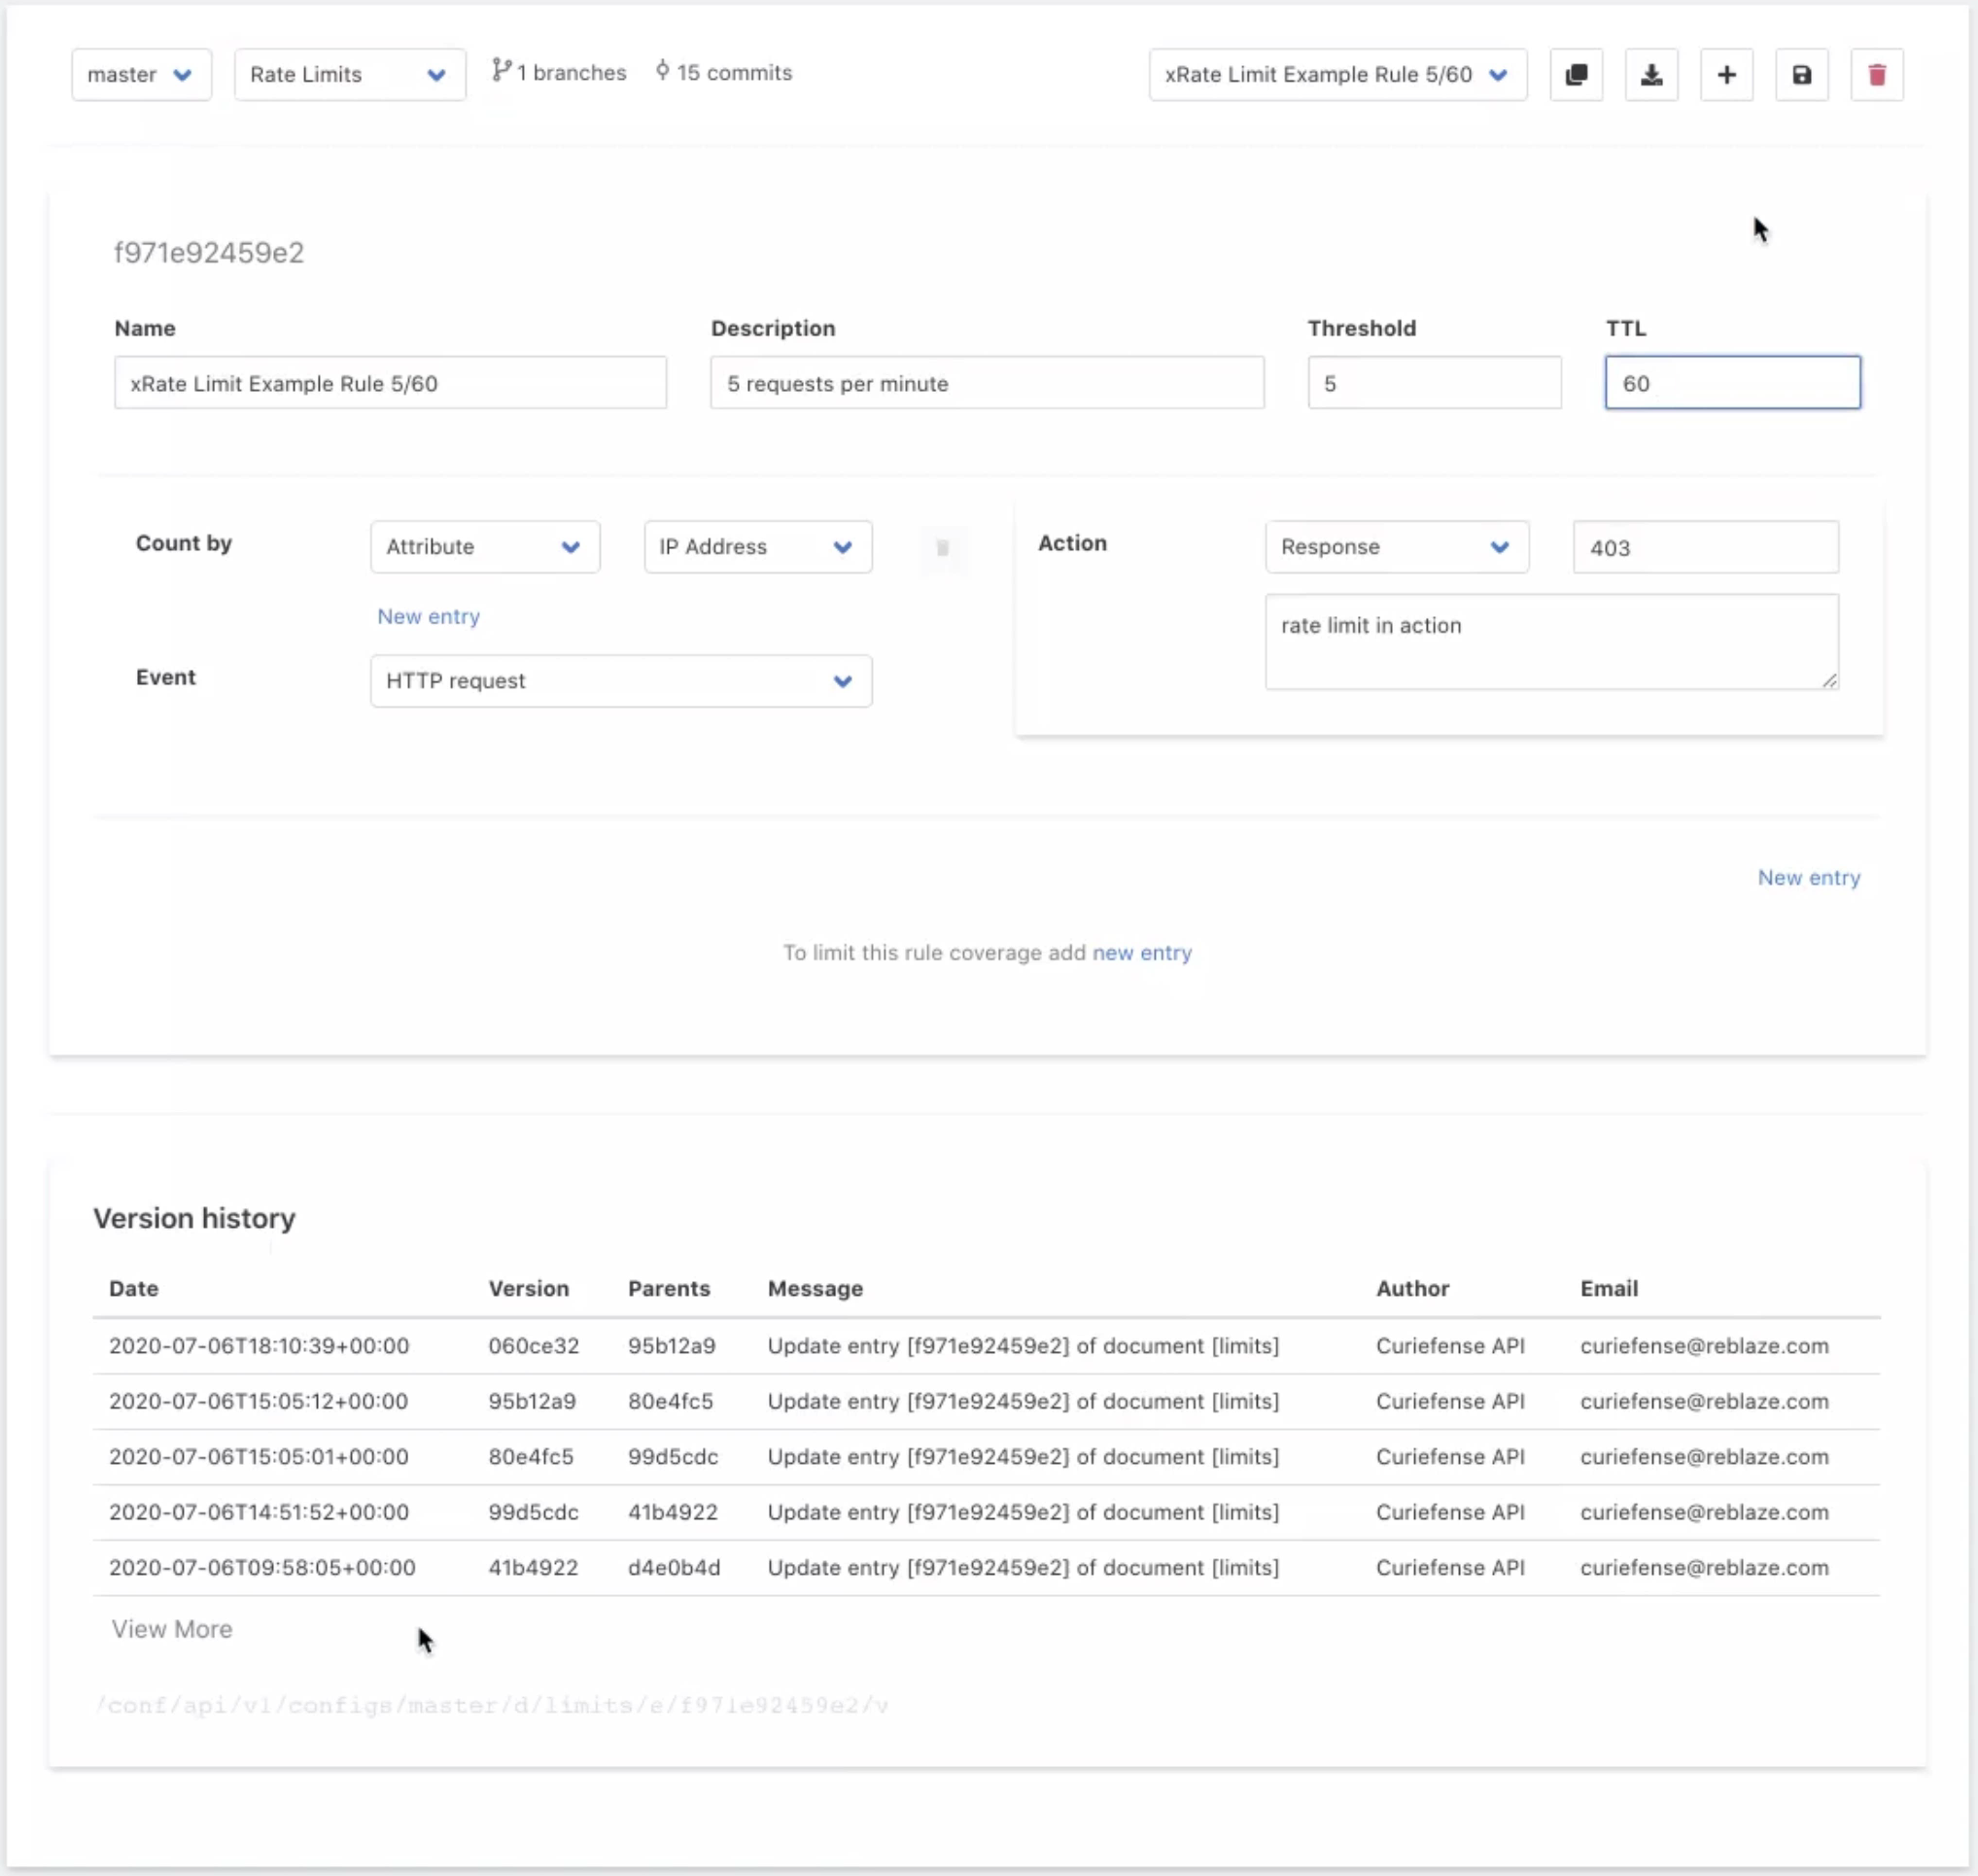 master Rate Limits 1 branches 15 commits xRate Limit Example Rule 5/60
f971e92459e2
Name Description Threshold TTL
xRate Limit Example Rule 5/60 5 requests per minute 5 60
Count by Attribute IP Address Action Response 403
New entry rate limit in action
Event HTTP request
New entry
To limit this rule coverage add new entry
Version history
Date Version Parents Message Author Email
2020-07-06T18:10:39+00:00 060ce32 95b12a9 Update entry [f971e92459e2] of document [limits] Curiefense API curiefense@reblaze.com
2020-07-06T15:05:12+00:00 95b12a9 80e4fc5 Update entry [f971e92459e2] of document [limits] Curiefense API curiefense@reblaze.com
2020-07-06T15:05:01+00:00 80e4fc5 99d5cdc Update entry [f971e92459e2] of document [limits] Curiefense API curiefense@reblaze.com
2020-07-06T14:51:52+00:00 99d5cdc 41b4922 Update entry [f971e92459e2] of document [limits] Curiefense API curiefense@reblaze.com
2020-07-06T09:58:05+00:00 41b4922 d4e0b4d Update entry [f971e92459e2] of document [limits] Curiefense API curiefense@reblaze.com
View More
/conf/api/v1/configs/master/d/limits/e/f971e92459e2/v